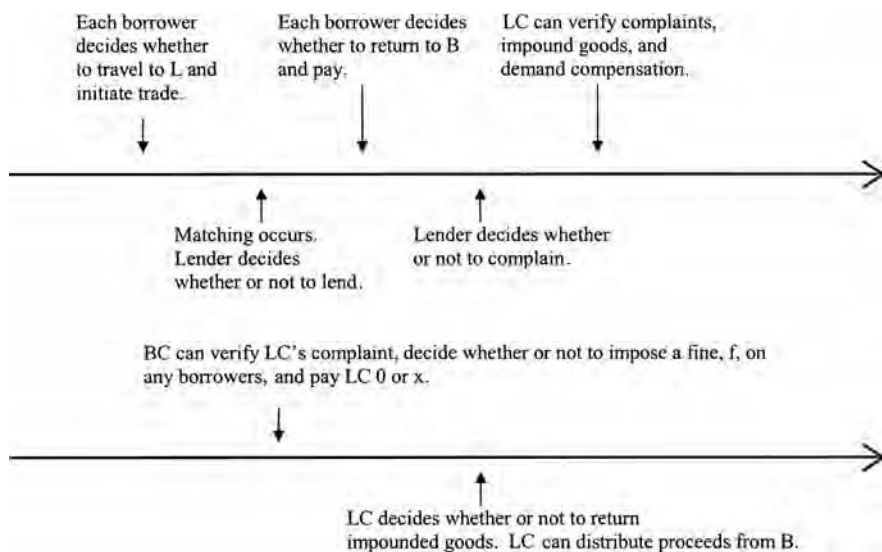 Each borrower
decides whether
to travel to L and
initiate trade.
Each borrower decides
whether to return to B
and pay.
LC can verify complaints,
impound goods, and
demand compensation.
Matching occurs.
Lender decides
whether or not to lend.
Lender decides whether
or not to complain.
BC can verify LC's complaint, decide whether or not to impose a fine, f, on
any borrowers, and pay LC 0 or x.
LC decides whether or not to return
impounded goods. LC can distribute proceeds from B.